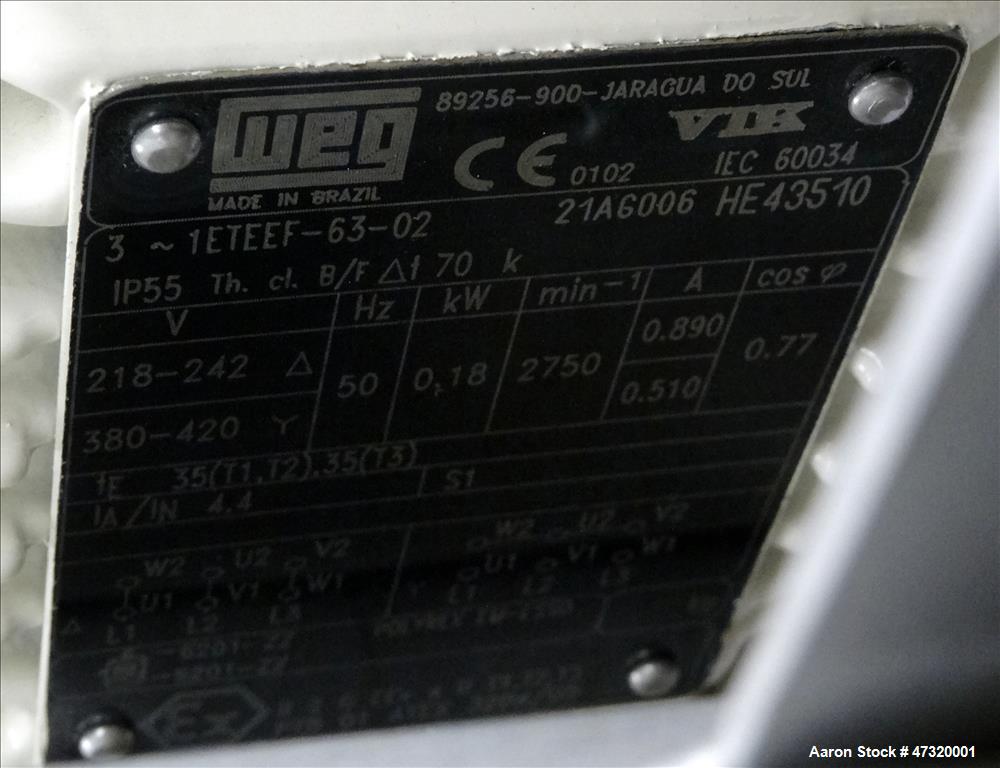 weg 89256-900-JARAGUA DO SUL
VIK
CE 0102 IEC 60034
MADE IN BRAZIL
21AG006 HE43510
3 ~ 1ETEEF-63-02
IP55 Th. cl. B/F Δt 70 k
V Hz kW min-1 A cos φ
218-242 Δ 50 0,18 2750 0.890 0.77
380-420 Y 0.510
tE 35(T1,T2).35(T3)
IA/IN 4.4 S1
W2 U2 V2 W2 U2 V2
U1 V1 W1 U1 V1 W1
Δ L1 L2 L3 L1 L2 L3
-6201-ZZ
-6201-ZZ
Ex
Aaron Stock # 47320001